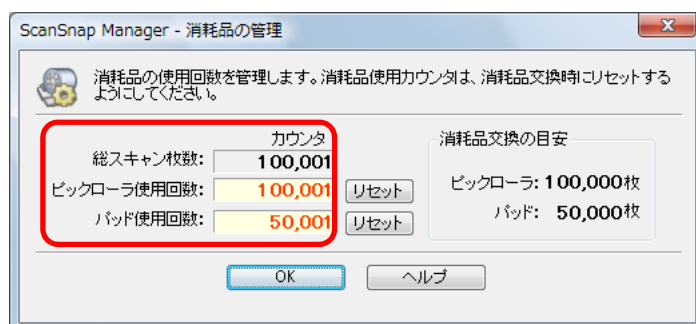 ScanSnap Manager - 消耗品の管理
消耗品の使用回数を管理します。消耗品使用カウンタは、消耗品交換時にリセットする
ようにしてください。
カウンタ
総スキャン枚数: 100,001
ピックローラ使用回数: 100,001 リセット
パッド使用回数: 50,001 リセット
消耗品交換の目安
ピックローラ: 100,000枚
パッド: 50,000枚
OK ヘルプ